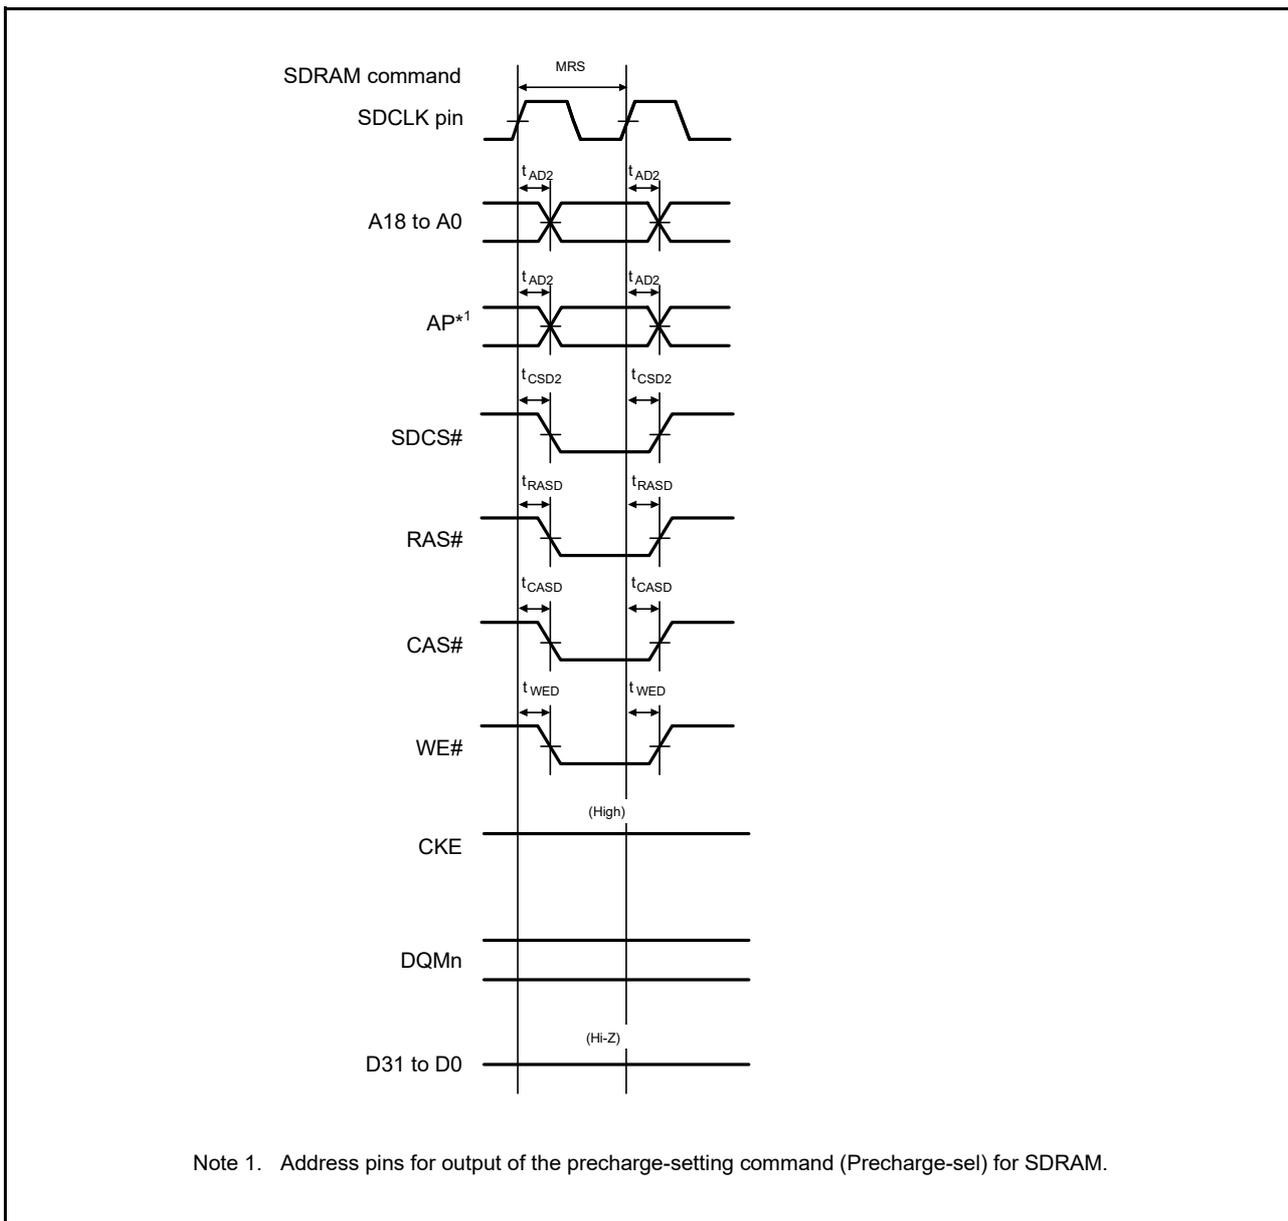 SDRAM command
MRS
SDCLK pin
tAD2 tAD2
A18 to A0
tAD2 tAD2
AP*1
tCSD2 tCSD2
SDCS#
tRASD tRASD
RAS#
tCASD tCASD
CAS#
tWED tWED
WE#
(High)
CKE
DQMn
(Hi-Z)
D31 to D0
Note 1. Address pins for output of the precharge-setting command (Precharge-sel) for SDRAM.